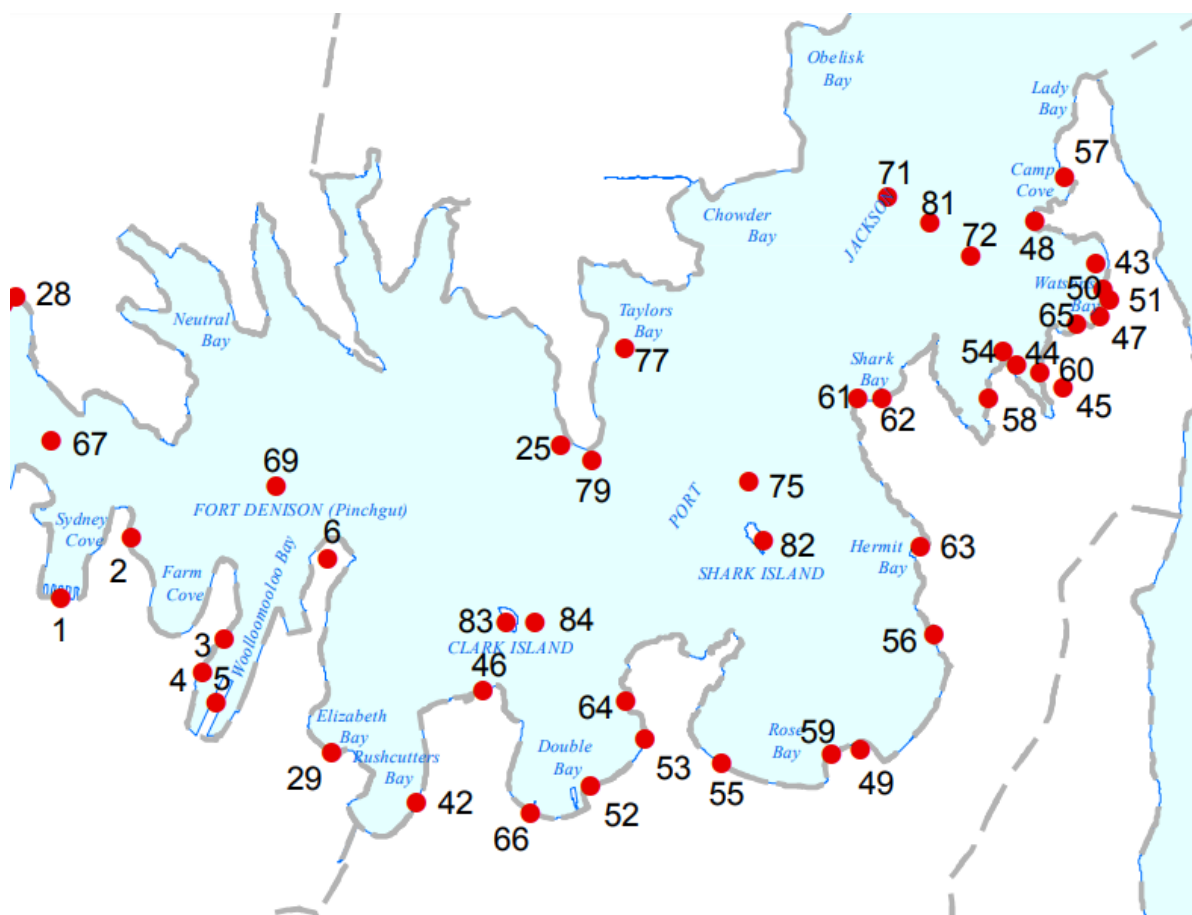 Obelisk
Bay
Lady
Bay
57
Camp
Cove
71
Chowder
Bay
JACKSON
81
48
72
43
28
Neutral
Bay
Taylors
Bay
Watsons
Bay
50
51
65
47
77
54
44
Shark
Bay
60
61
62
58
45
67
25
79
69
75
PORT
FORT DENISON (Pinchgut)
Sydney
Cove
2
6
82
Hermit
Bay
63
Farm
Cove
Woolloomooloo Bay
SHARK ISLAND
1
83
84
3
CLARK ISLAND
56
4
5
46
64
Elizabeth
Bay
Rose
Bay
59
29
Rushcutters
Bay
Double
Bay
53
49
55
42
52
66